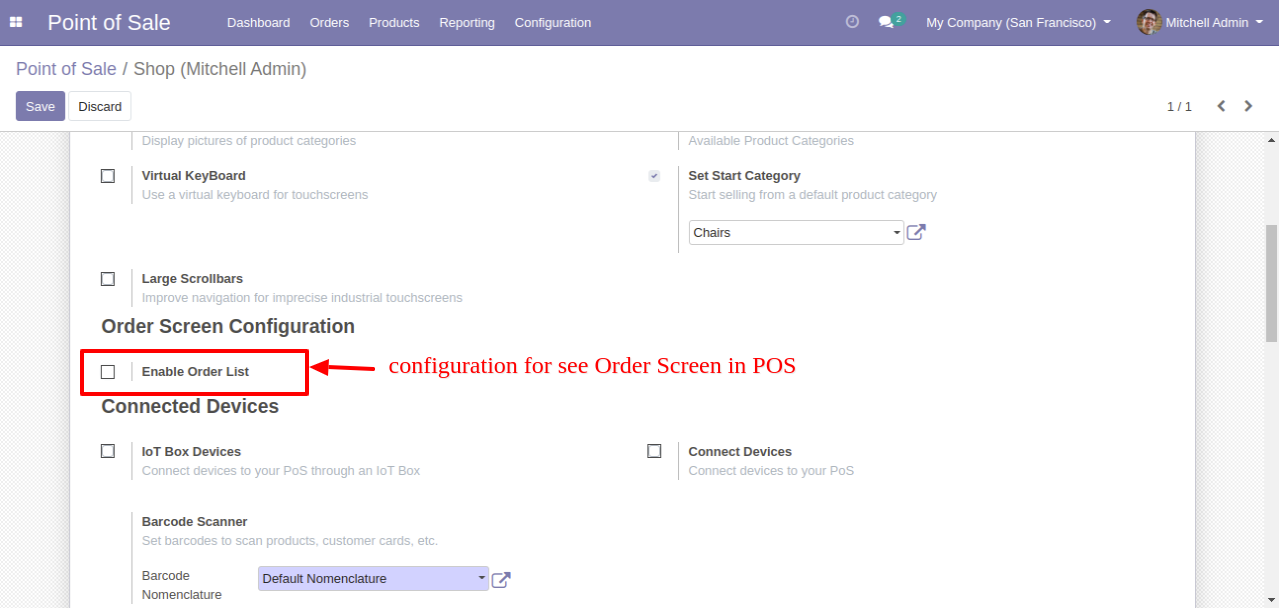 Point of Sale Dashboard Orders Products Reporting Configuration 2 My Company (San Francisco) Mitchell Admin
Point of Sale / Shop (Mitchell Admin)
Save Discard 1 / 1
Display pictures of product categories Available Product Categories
Virtual KeyBoard Set Start Category
Use a virtual keyboard for touchscreens Start selling from a default product category
Chairs
Large Scrollbars
Improve navigation for imprecise industrial touchscreens
Order Screen Configuration
Enable Order List configuration for see Order Screen in POS
Connected Devices
IoT Box Devices Connect Devices
Connect devices to your PoS through an IoT Box Connect devices to your PoS
Barcode Scanner
Set barcodes to scan products, customer cards, etc.
Barcode Default Nomenclature
Nomenclature